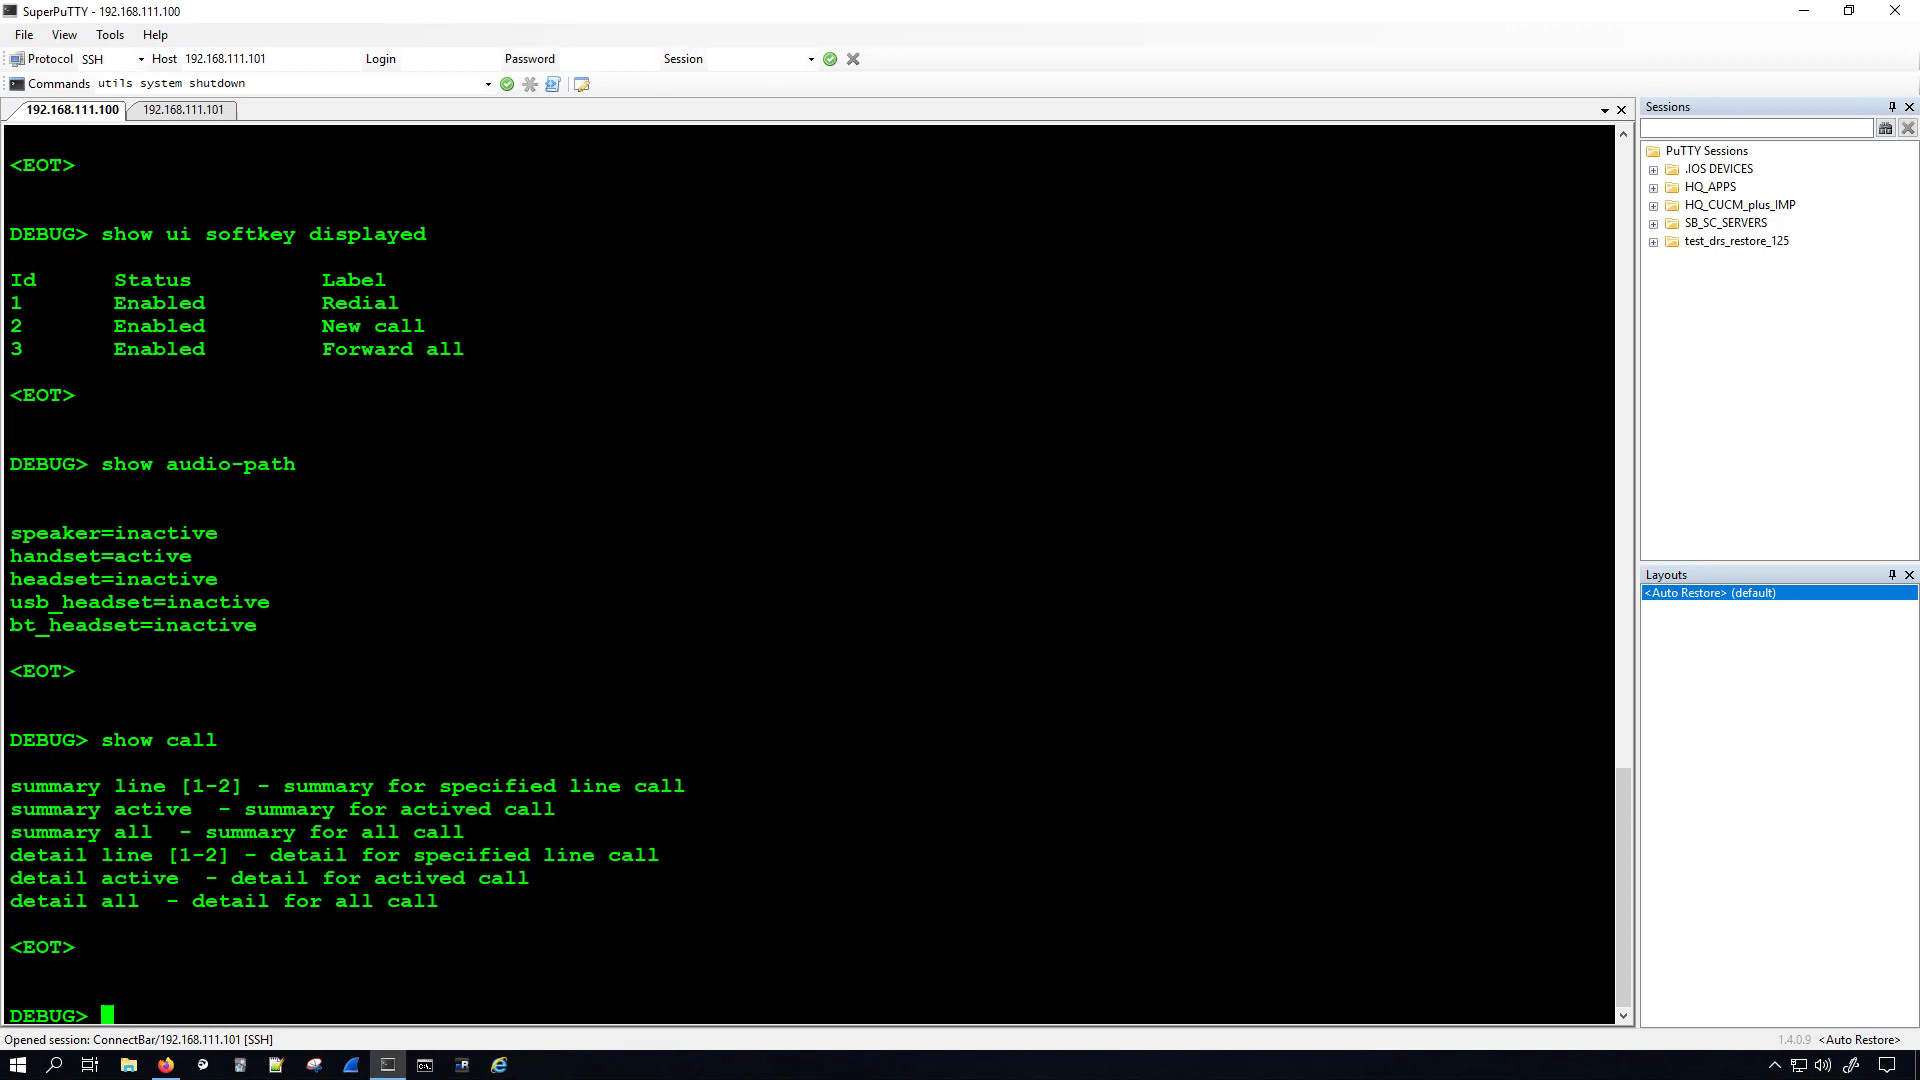 SuperPuTTY - 192.168.111.100
File View Tools Help
Protocol SSH Host 192.168.111.101 Login Password Session
Commands utils system shutdown
192.168.111.100 192.168.111.101
<EOT>
DEBUG> show ui softkey displayed
Id Status Label
1 Enabled Redial
2 Enabled New call
3 Enabled Forward all
<EOT>
DEBUG> show audio-path
speaker=inactive
handset=active
headset=inactive
usb_headset=inactive
bt_headset=inactive
<EOT>
DEBUG> show call
summary line [1-2] - summary for specified line call
summary active  - summary for actived call
summary all  - summary for all call
detail line [1-2] - detail for specified line call
detail active  - detail for actived call
detail all  - detail for all call
<EOT>
DEBUG>
Sessions
PuTTY Sessions
.IOS DEVICES
HQ_APPS
HQ_CUCM_plus_IMP
SB_SC_SERVERS
test_drs_restore_125
Layouts
<Auto Restore> (default)
Opened session: ConnectBar/192.168.111.101 [SSH]
1.4.0.9 <Auto Restore>